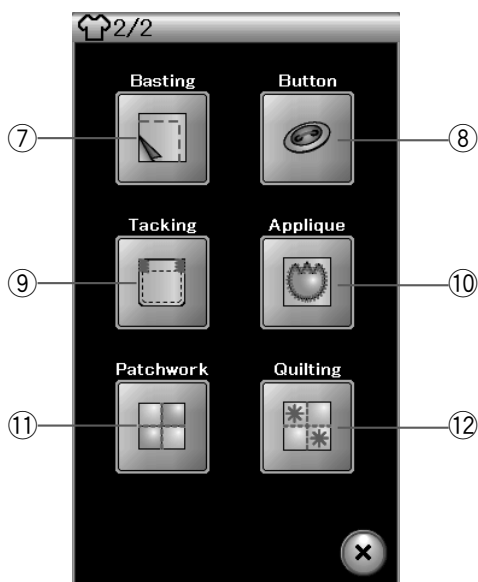 2/2
Basting Button
⑦ ⑧
Tacking Applique
⑨ ⑩
Patchwork Quilting
⑪ ⑫